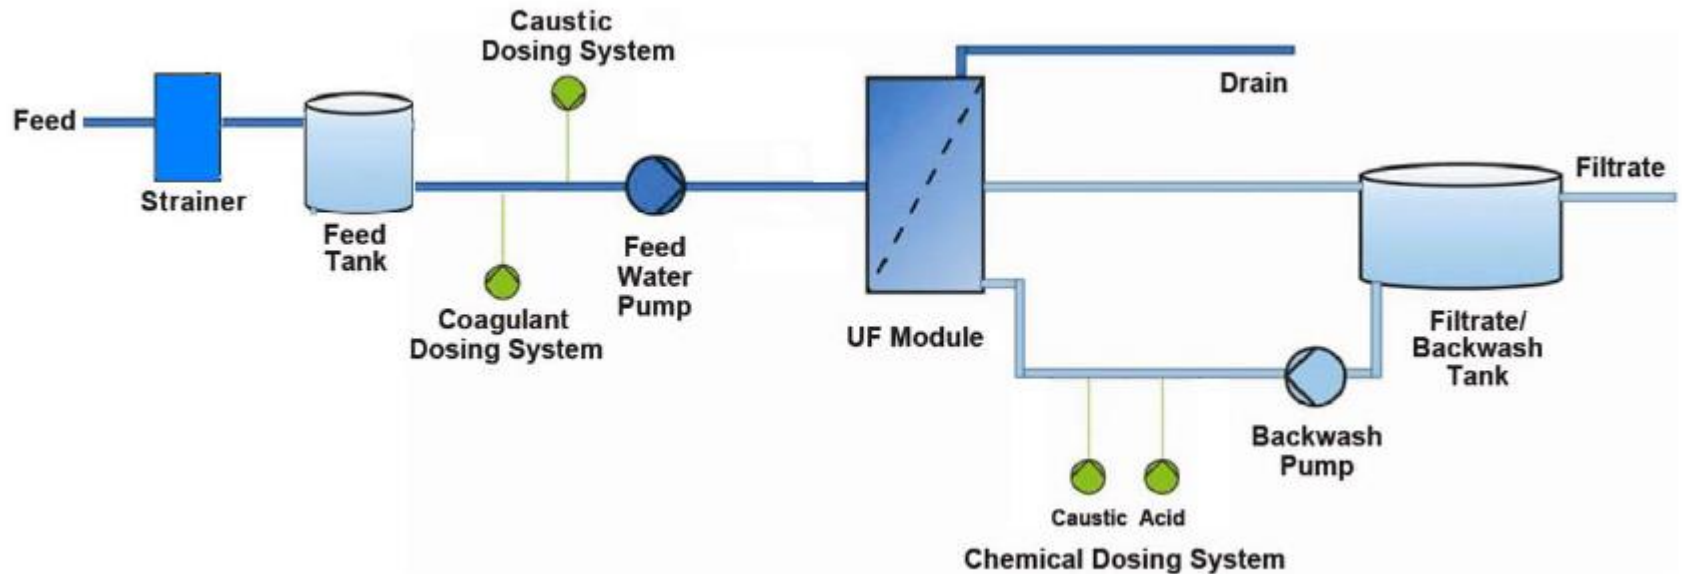 Caustic
Dosing System
Drain
Feed
Strainer
Filtrate
Feed
Tank
Feed
Water
Pump
Coagulant
Dosing System
UF Module
Filtrate/
Backwash
Tank
Backwash
Pump
Caustic Acid
Chemical Dosing System